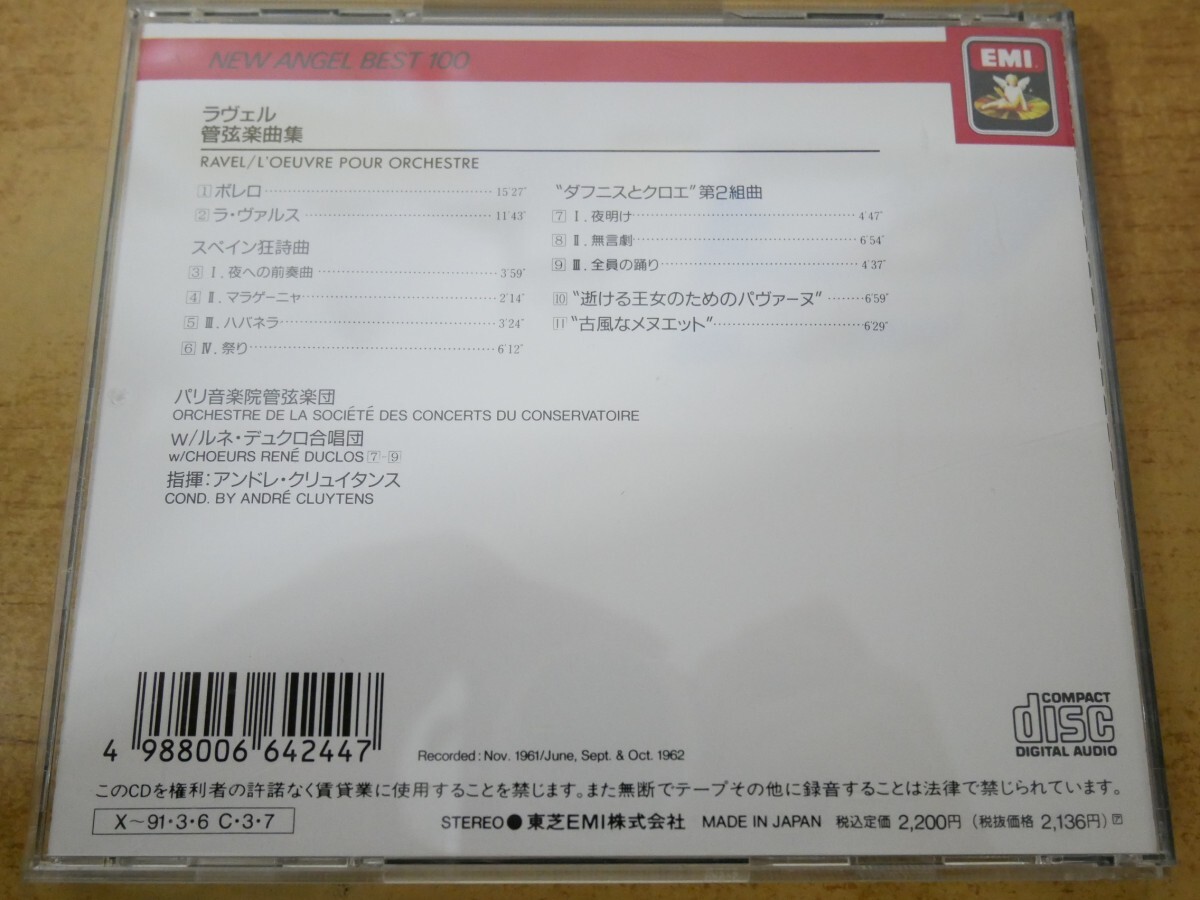 NEW ANGEL BEST 100
EMI
ラヴェル
管弦楽曲集
RAVEL/L'OEUVRE POUR ORCHESTRE
1 ボレロ 15'27"
2 ラ・ヴァルス 11'43"
スペイン狂詩曲
3 Ⅰ. 夜への前奏曲 3'59"
4 Ⅱ. マラゲーニャ 2'14"
5 Ⅲ. ハバネラ 3'24"
6 Ⅳ. 祭り 6'12"
"ダフニスとクロエ"第2組曲
7 Ⅰ. 夜明け 4'47"
8 Ⅱ. 無言劇 6'54"
9 Ⅲ. 全員の踊り 4'37"
10 "逝ける王女のためのパヴァーヌ" 6'59"
11 "古風なメヌエット" 6'29"
パリ音楽院管弦楽団
ORCHESTRE DE LA SOCIÉTÉ DES CONCERTS DU CONSERVATOIRE
w/ルネ・デュクロ合唱団
w/CHOEURS RENÉ DUCLOS 7-9
指揮:アンドレ・クリュイタンス
COND. BY ANDRÉ CLUYTENS
4 988006 642447
Recorded: Nov. 1961/June, Sept. & Oct. 1962
COMPACT
disc
DIGITAL AUDIO
このCDを権利者の許諾なく賃貸業に使用することを禁じます。また無断でテープその他に録音することは法律で禁じられています。
X〜91・3・6 C・3・7
STEREO ● 東芝EMI株式会社 MADE IN JAPAN 税込定価 2,200円 (税抜価格 2,136円) ア